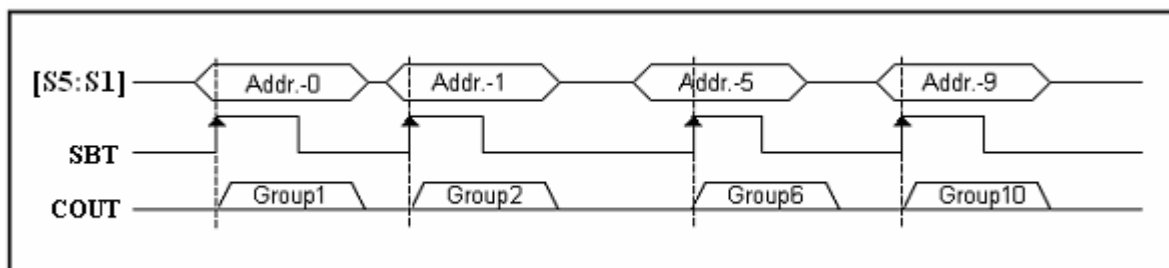 [S5:S1] Addr.-0 Addr.-1 Addr.-5 Addr.-9
SBT
COUT Group1 Group2 Group6 Group10